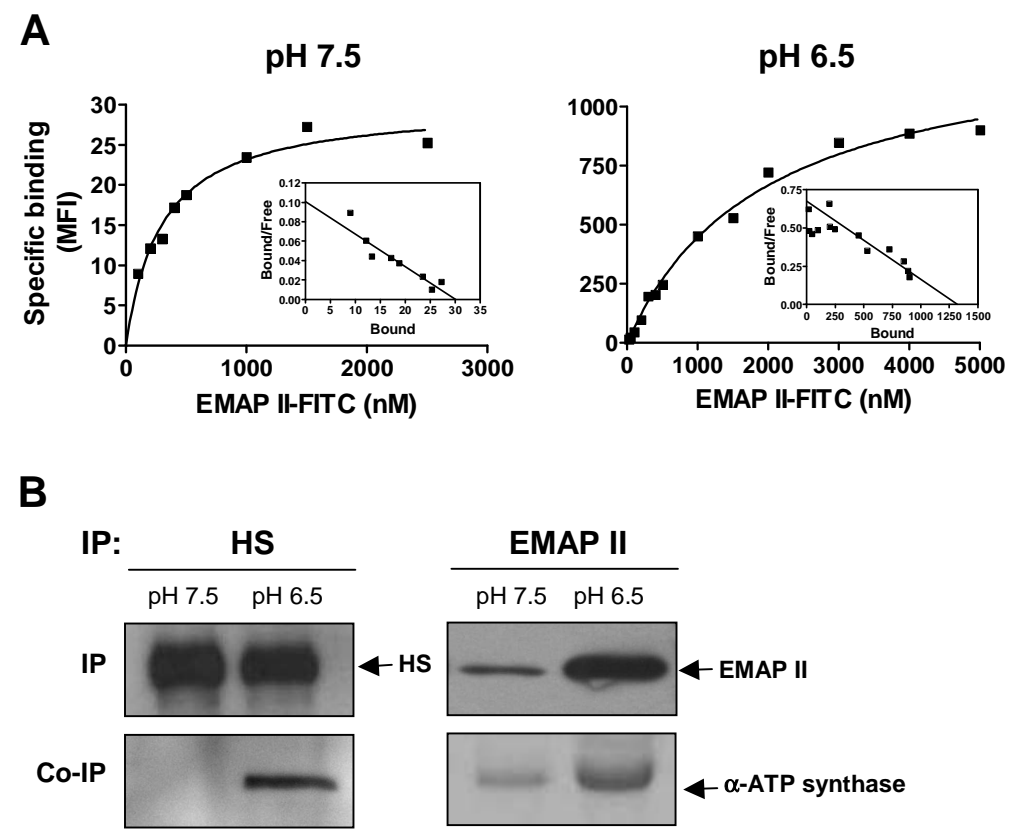 A
pH 7.5
pH 6.5
Specific binding
(MFI)
30
25
20
15
10
5
0
0 1000 2000 3000
EMAP II-FITC (nM)
Bound/Free
0.12
0.10
0.08
0.06
0.04
0.02
0.00
0 5 10 15 20 25 30 35
Bound
1000
750
500
250
0
0 1000 2000 3000 4000 5000
EMAP II-FITC (nM)
Bound/Free
0.75
0.50
0.25
0.00
0 250 500 750 1000 1250 1500
Bound
B
IP: HS EMAP II
pH 7.5 pH 6.5 pH 7.5 pH 6.5
IP HS EMAP II
Co-IP α-ATP synthase